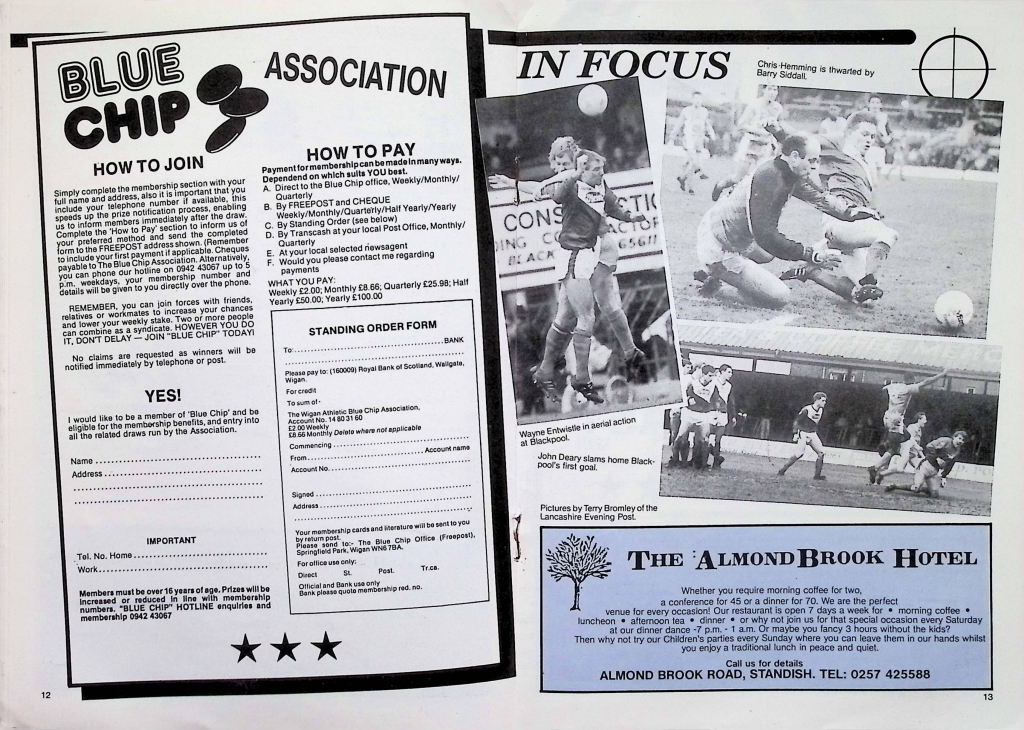 BLUE
CHIP
ASSOCIATION
HOW TO JOIN
Simply complete the membership section with your
full name and address, also it is important that you
include your telephone number if available, this
speeds up the prize notification process, enabling
us to inform members immediately after the draw.
Complete the 'How to Pay' section to inform us of
your preferred method and send the completed
form to the FREEPOST address shown. (Remember
to include your first payment if applicable. Cheques
payable to The Blue Chip Association. Alternatively,
you can phone our hotline on 0942 43067 up to 5
p.m. weekdays, your membership number and
details will be given to you directly over the phone.
REMEMBER, you can join forces with friends,
relatives or workmates to increase your chances
and lower your weekly stake. Two or more people
can combine as a syndicate. HOWEVER YOU DO
IT, DON'T DELAY — JOIN "BLUE CHIP" TODAY!
No claims are requested as winners will be
notified immediately by telephone or post.
YES!
I would like to be a member of 'Blue Chip' and be
eligible for the membership benefits, and entry into
all the related draws run by the Association.
Name
Address
IMPORTANT
Tel. No. Home
Work
Members must be over 16 years of age. Prizes will be
increased or reduced in line with membership
numbers. "BLUE CHIP" HOTLINE enquiries and
membership 0942 43067
HOW TO PAY
Payment for membership can be made in many ways.
Dependend on which suits YOU best.
A. Direct to the Blue Chip office, Weekly/Monthly/
Quarterly
B. By FREEPOST and CHEQUE
Weekly/Monthly/Quarterly/Half Yearly/Yearly
C. By Standing Order (see below)
D. By Transcash at your local Post Office, Monthly/
Quarterly
E. At your local selected newsagent
F. Would you please contact me regarding
payments
WHAT YOU PAY:
Weekly £2.00; Monthly £8.66; Quarterly £25.98; Half
Yearly £50.00; Yearly £100.00
STANDING ORDER FORM
To: BANK
Please pay to: (160009) Royal Bank of Scotland, Wallgate,
Wigan.
For credit
To sum of-
The Wigan Athletic Blue Chip Association,
Account No. 14 80 31 60
£2.00 Weekly
£8.66 Monthly Delete where not applicable
Commencing
From Account name
Account No.
Signed
Address
Your membership cards and literature will be sent to you
by return post.
Please send to:- The Blue Chip Office (Freepost),
Springfield Park, Wigan WN6 7BA.
For office use only:
Direct St. Post. Tr.ca.
Official and Bank use only
Bank please quote membership red. no.
12
IN FOCUS
Chris Hemming is thwarted by
Barry Siddall.
Wayne Entwistle in aerial action
at Blackpool.
John Deary slams home Black-
pool's first goal.
Pictures by Terry Bromley of the
Lancashire Evening Post.
THE ALMOND BROOK HOTEL
Whether you require morning coffee for two,
a conference for 45 or a dinner for 70. We are the perfect
venue for every occasion! Our restaurant is open 7 days a week for • morning coffee •
luncheon • afternoon tea • dinner • or why not join us for that special occasion every Saturday
at our dinner dance -7 p.m. - 1 a.m. Or maybe you fancy 3 hours without the kids?
Then why not try our Children's parties every Sunday where you can leave them in our hands whilst
you enjoy a traditional lunch in peace and quiet.
Call us for details
ALMOND BROOK ROAD, STANDISH. TEL: 0257 425588
13